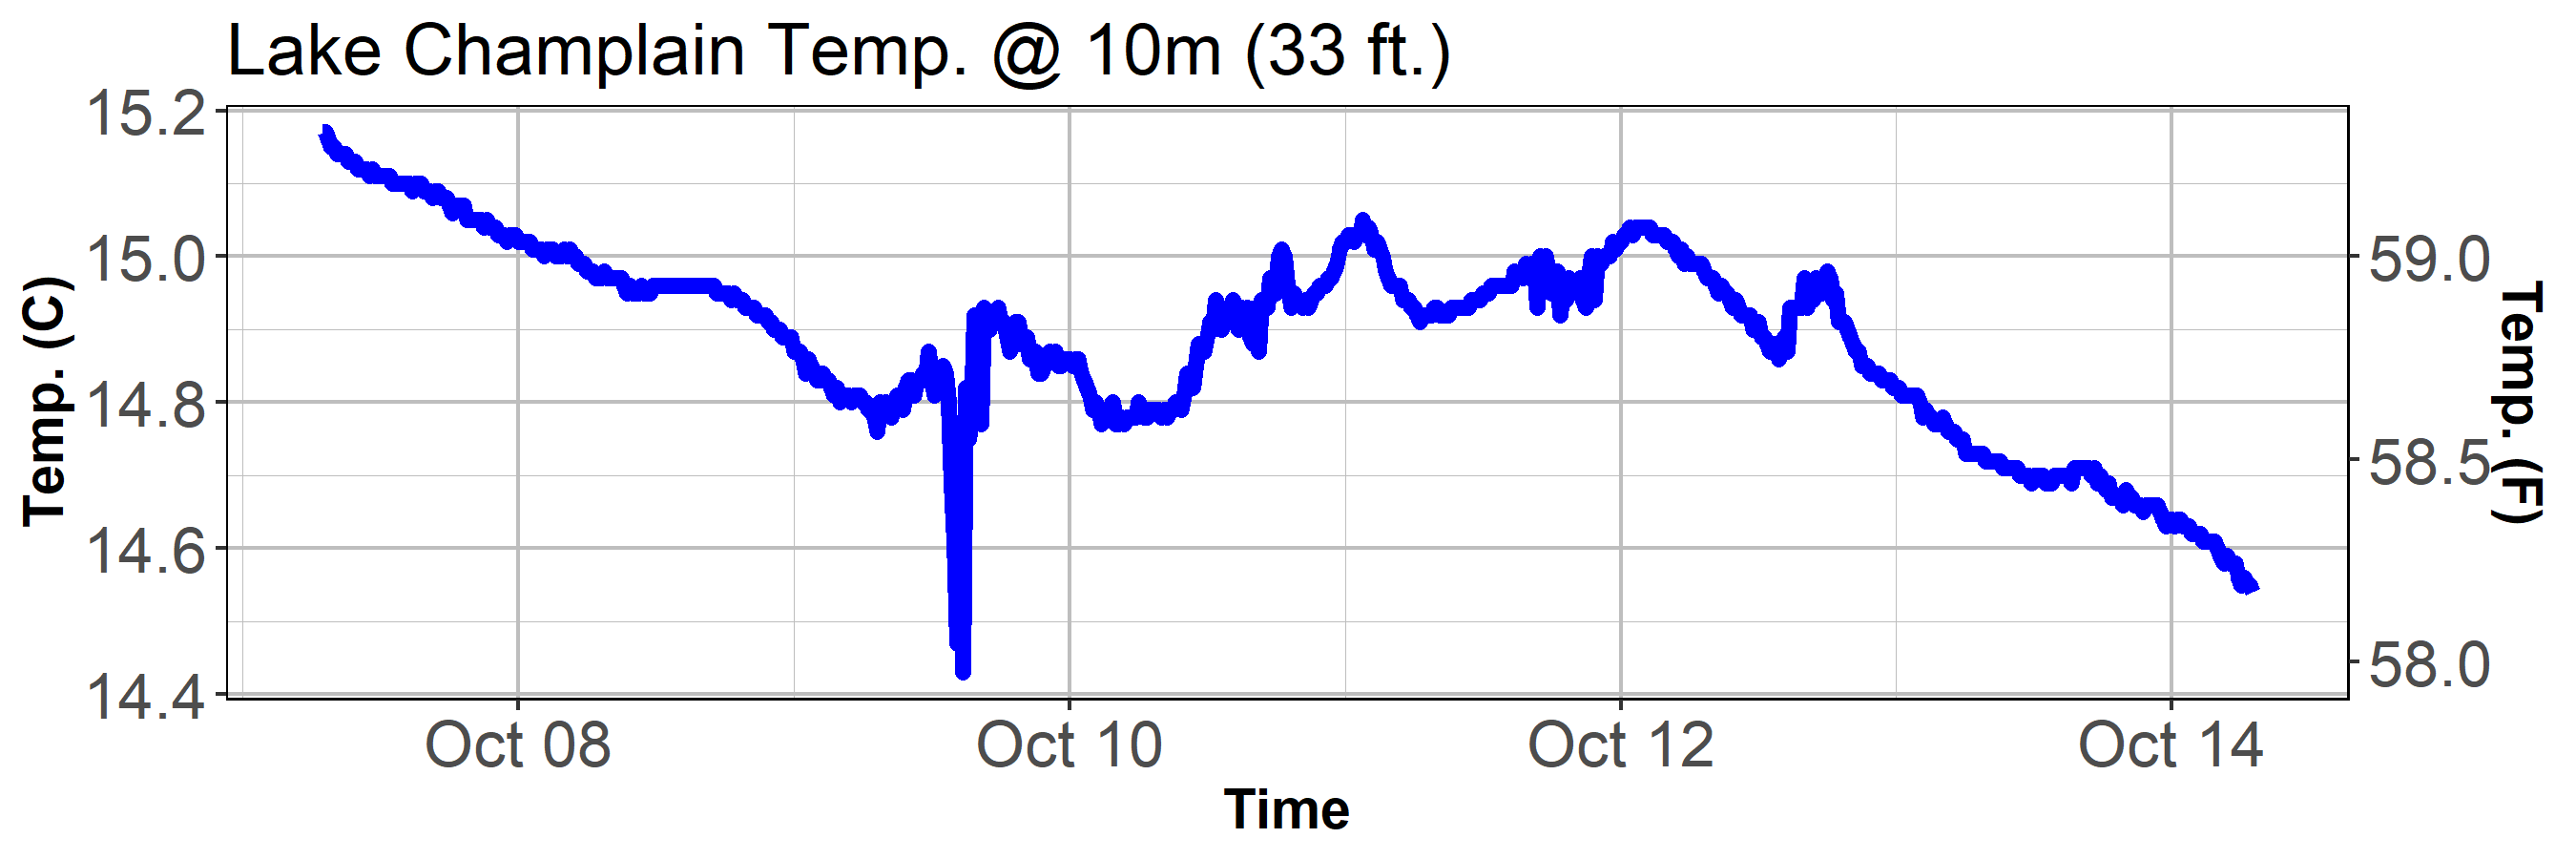 Lake Champlain Temp. @ 10m (33 ft.)
15.2
15.0
14.8
14.6
14.4
Temp. (C)
59.0
58.5
58.0
Temp. (F)
Oct 08 Oct 10 Oct 12 Oct 14
Time